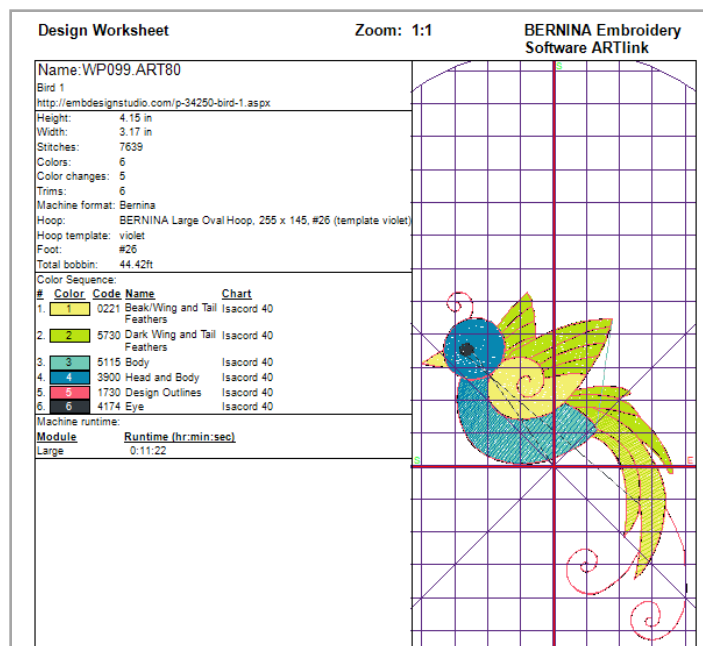 Design Worksheet Zoom: 1:1 BERNINA Embroidery
Software ARTlink
Name:WP099.ART80
Bird 1
http://embdesignstudio.com/p-34250-bird-1.aspx
Height: 4.15 in
Width: 3.17 in
Stitches: 7639
Colors: 6
Color changes: 5
Trims: 6
Machine format: Bernina
Hoop: BERNINA Large Oval Hoop, 255 x 145, #26 (template violet)
Hoop template: violet
Foot: #26
Total bobbin: 44.42ft
Color Sequence:
# Color Code Name Chart
1. 1 0221 Beak/Wing and Tail Isacord 40
Feathers
2. 2 5730 Dark Wing and Tail Isacord 40
Feathers
3. 3 5115 Body Isacord 40
4. 4 3900 Head and Body Isacord 40
5. 5 1730 Design Outlines Isacord 40
6. 6 4174 Eye Isacord 40
Machine runtime:
Module Runtime (hr:min:sec)
Large 0:11:22
S
S E